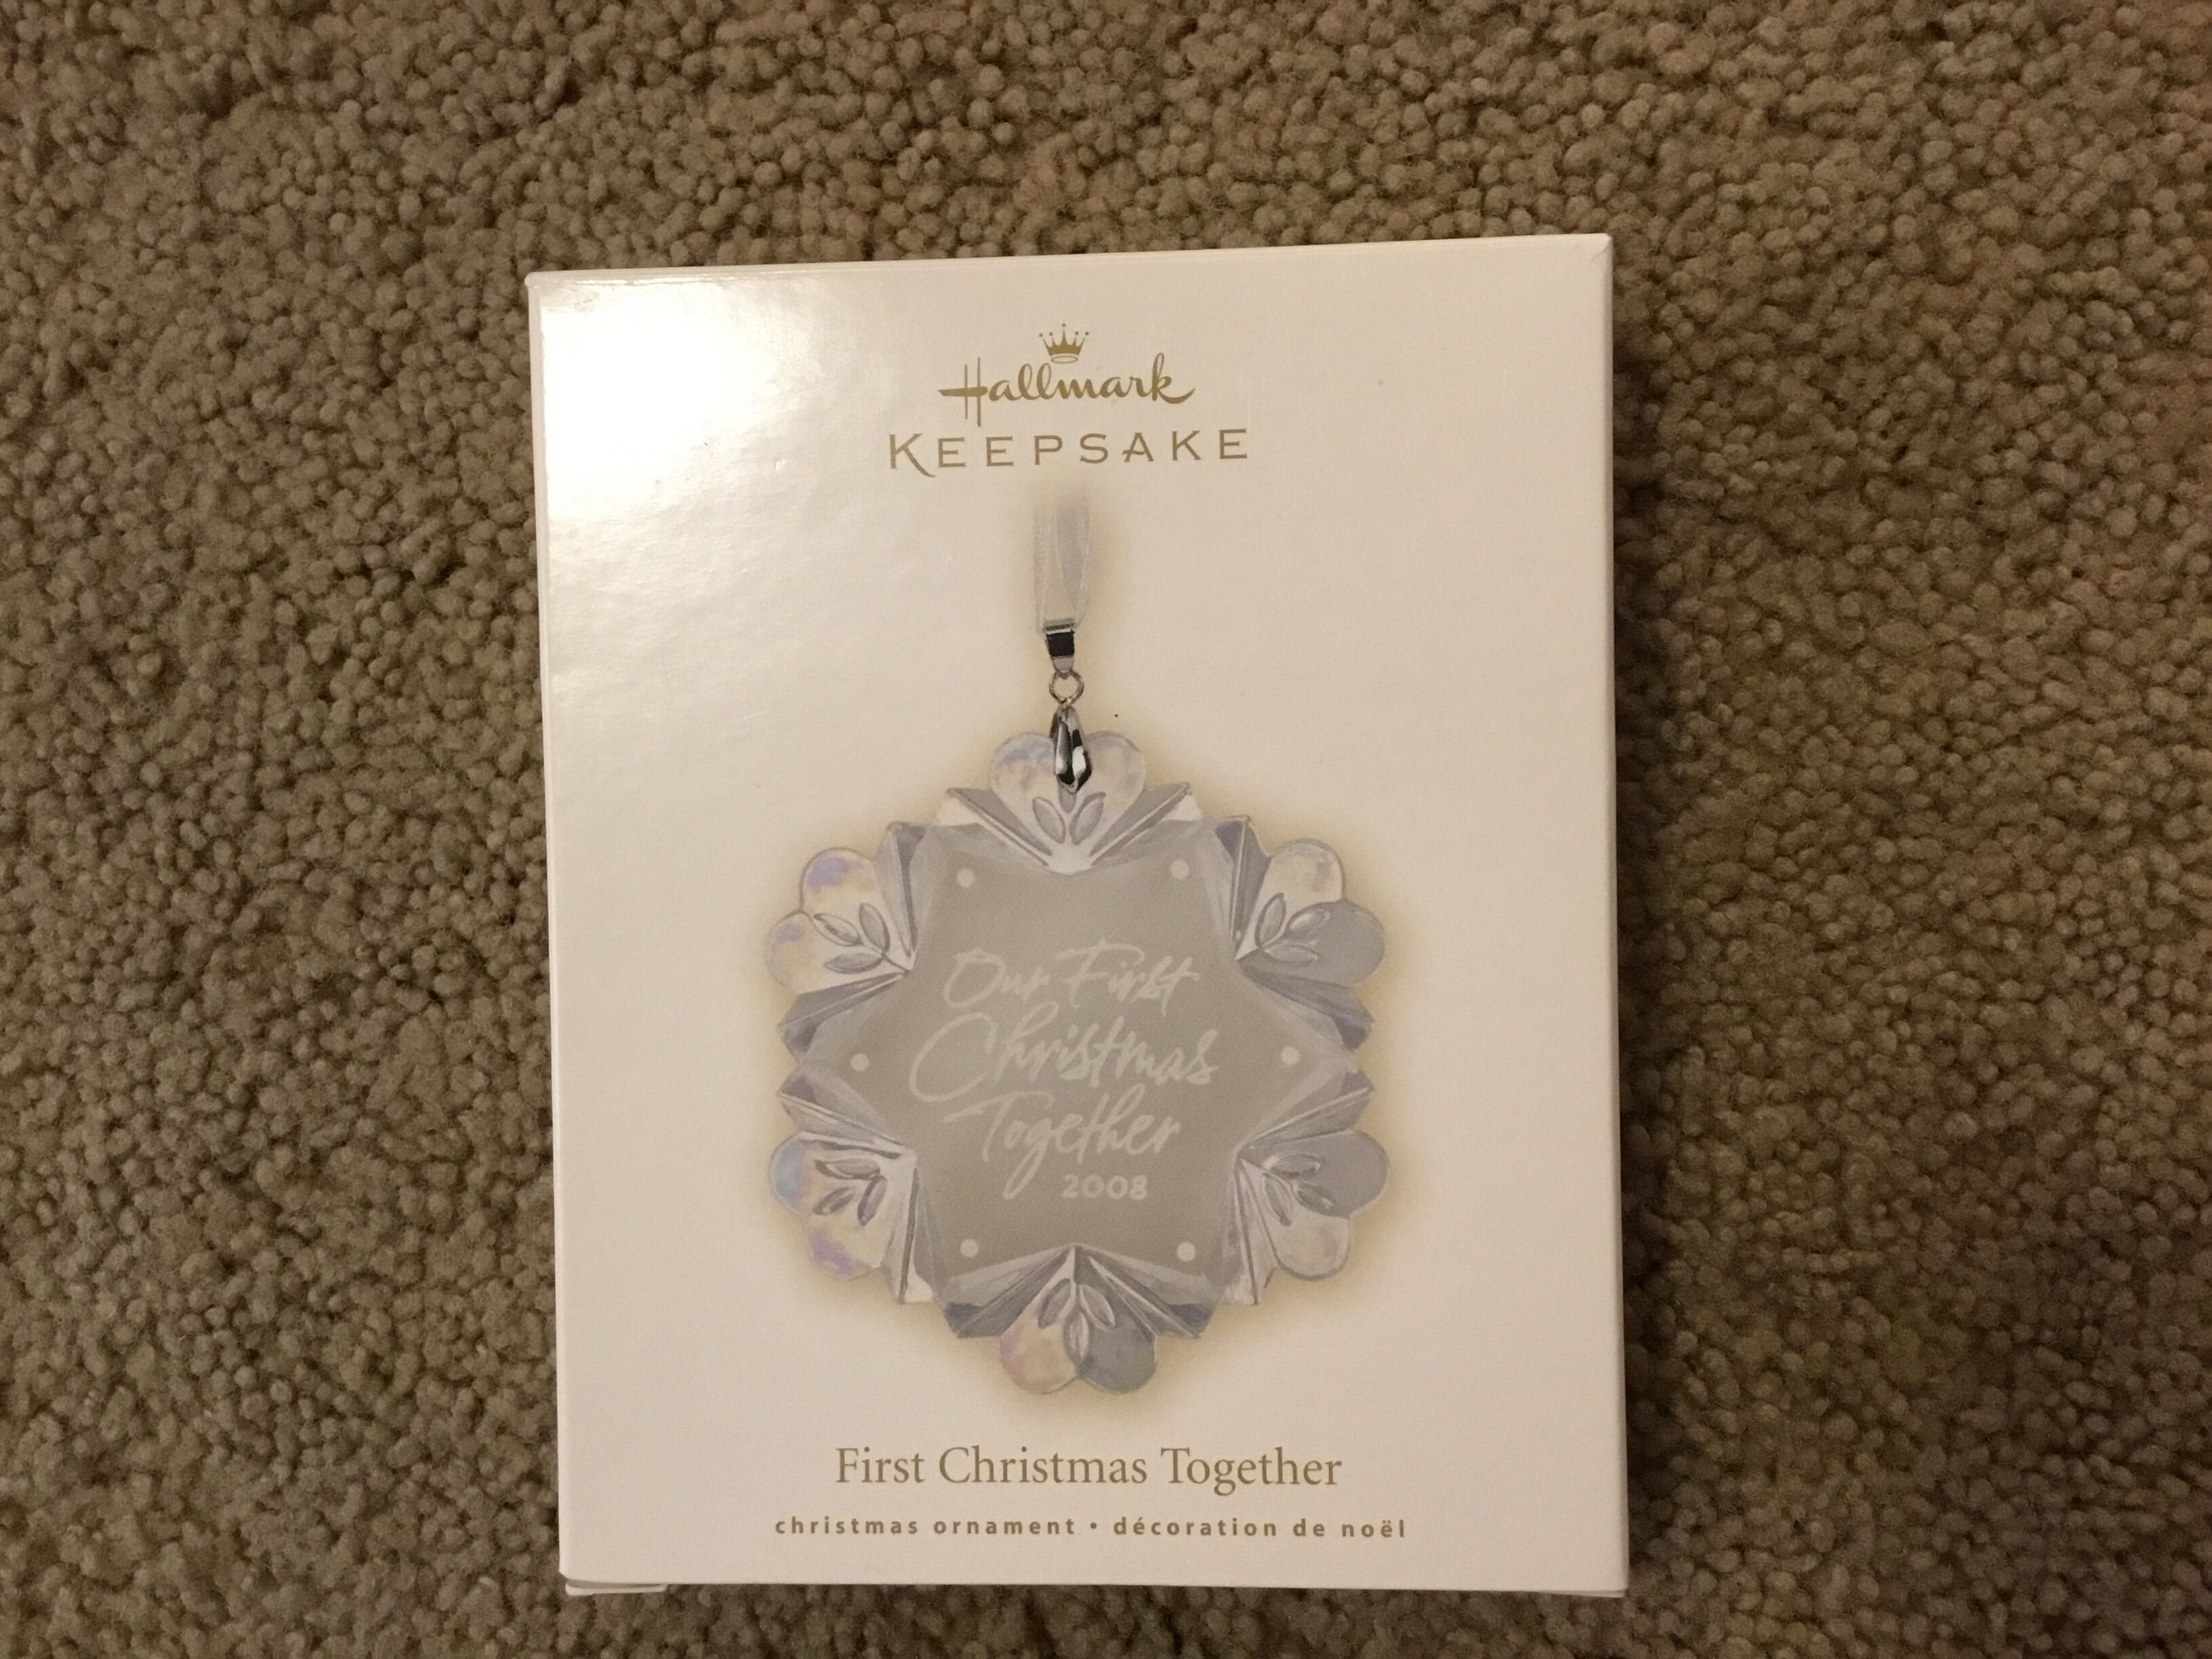 Hallmark
KEEPSAKE
Our First
Christmas
Together
2008
First Christmas Together
christmas ornament • décoration de noël